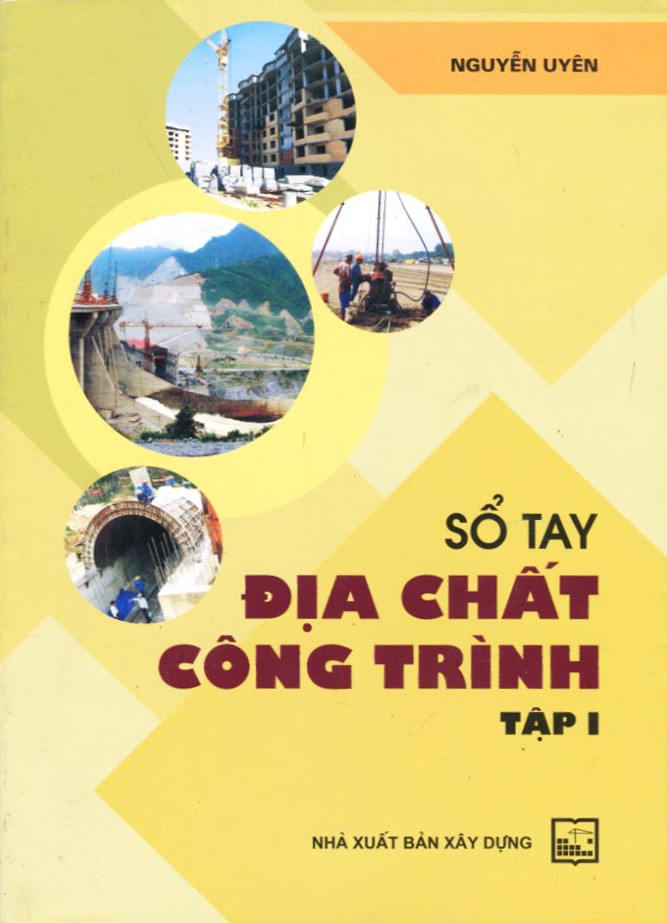 NGUYỄN UYÊN
SỔ TAY
ĐỊA CHẤT
CÔNG TRÌNH
TẬP I
NHÀ XUẤT BẢN XÂY DỰNG